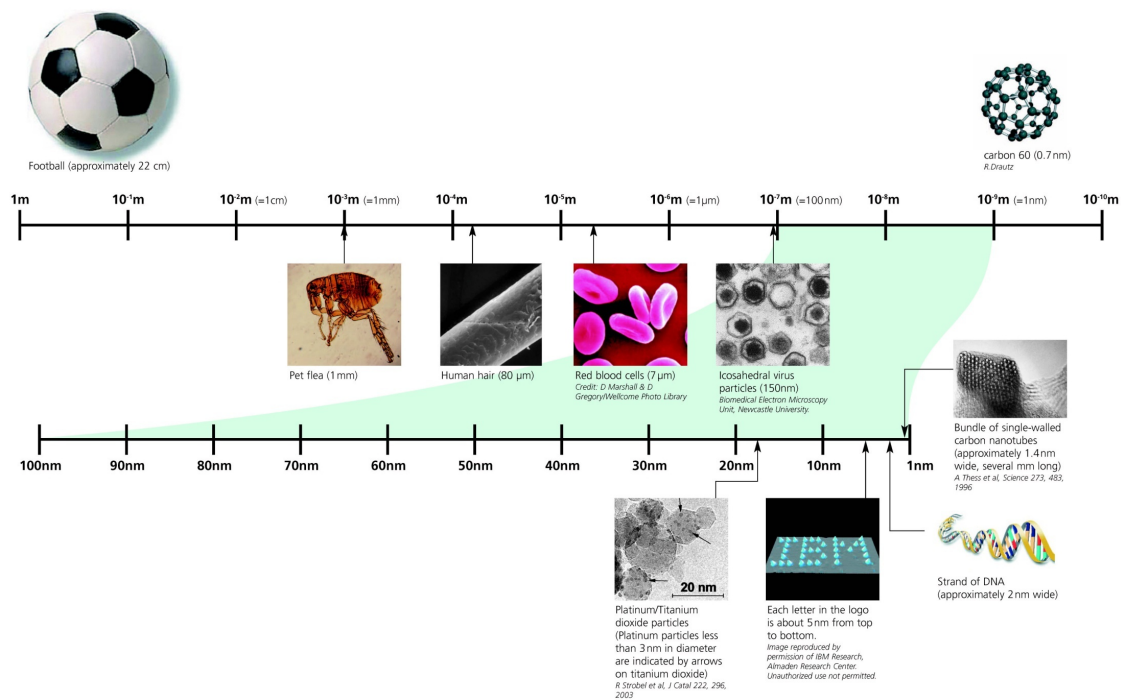 Football (approximately 22 cm)
carbon 60 (0.7nm)
R.Drautz
1m
10⁻¹m
10⁻²m (=1cm)
10⁻³m (=1mm)
10⁻⁴m
10⁻⁵m
10⁻⁶m (=1µm)
10⁻⁷m (=100nm)
10⁻⁸m
10⁻⁹m (=1nm)
10⁻¹⁰m
Pet flea (1mm)
Human hair (80 µm)
Red blood cells (7µm)
Credit: D Marshall & D
Gregory/Wellcome Photo Library
Icosahedral virus
particles (150nm)
Biomedical Electron Microscopy
Unit, Newcastle University.
Bundle of single-walled
carbon nanotubes
(approximately 1.4nm
wide, several mm long)
A Thess et al, Science 273, 483,
1996
100nm
90nm
80nm
70nm
60nm
50nm
40nm
30nm
20nm
10nm
1nm
20 nm
Platinum/Titanium
dioxide particles
(Platinum particles less
than 3nm in diameter
are indicated by arrows
on titanium dioxide)
R Strobel et al, J Catal 222, 296,
2003
IBM
Each letter in the logo
is about 5nm from top
to bottom.
Image reproduced by
permission of IBM Research,
Almaden Research Center.
Unauthorized use not permitted.
Strand of DNA
(approximately 2nm wide)